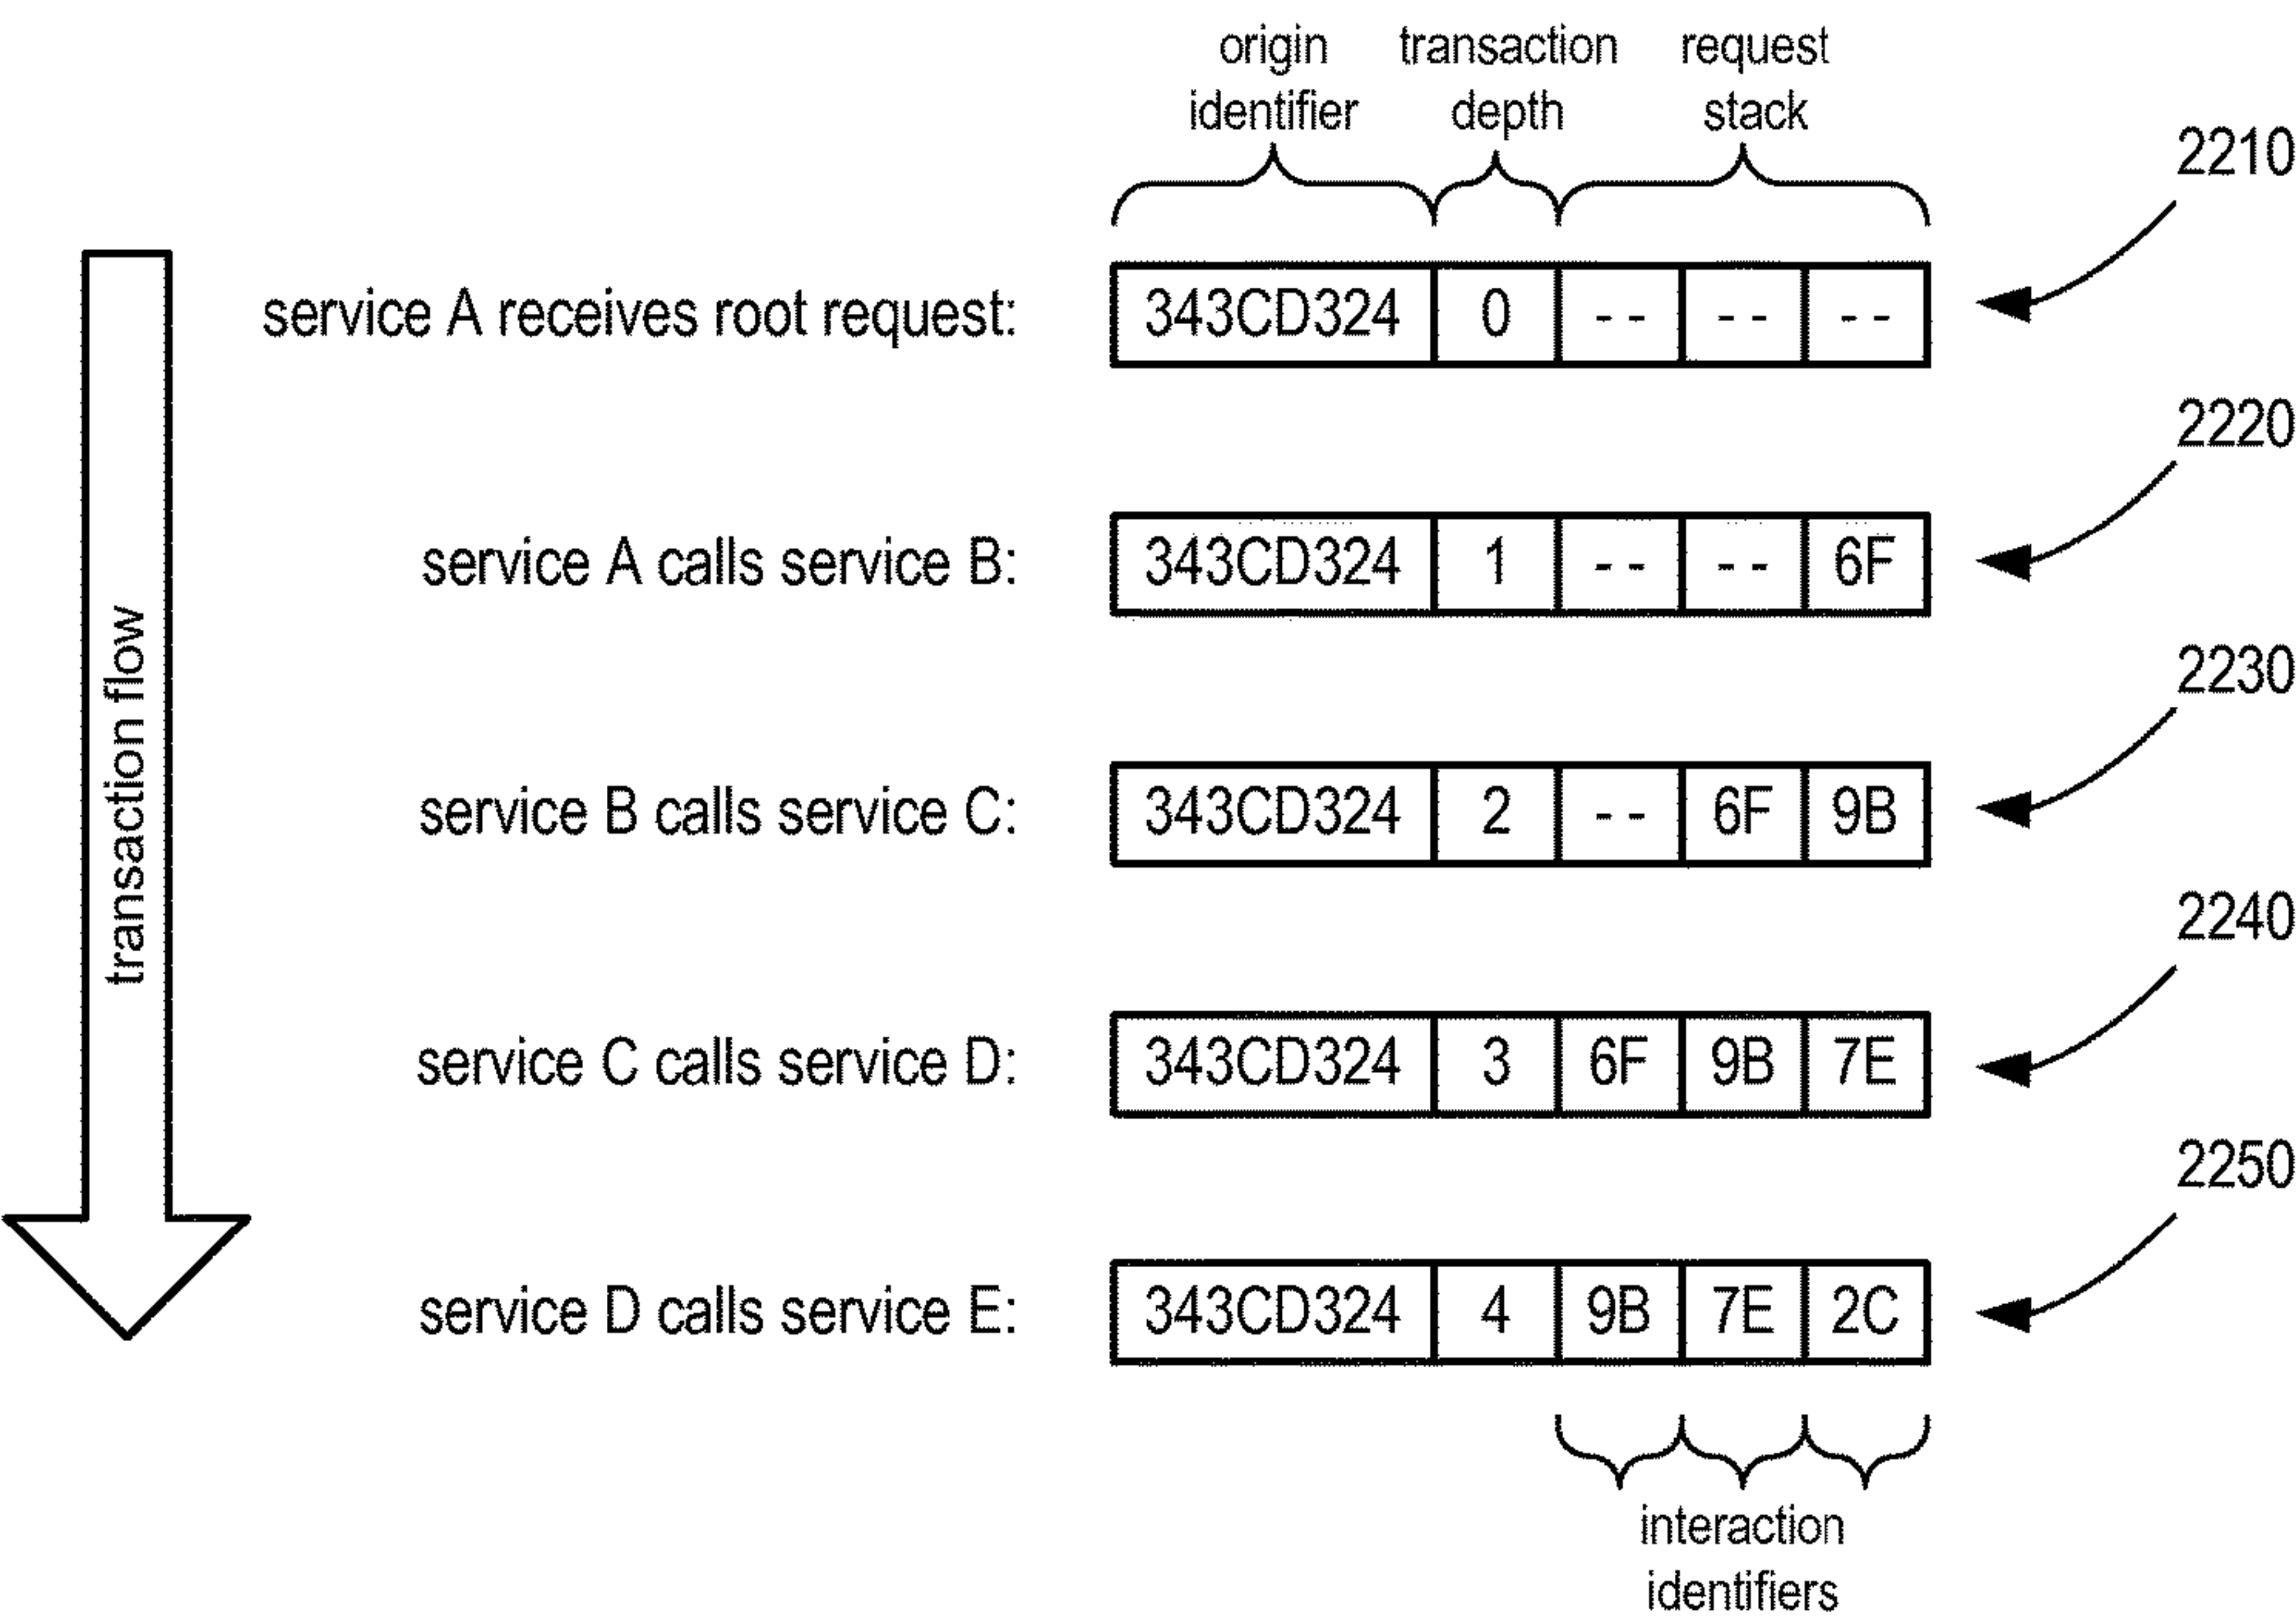 origin transaction request
identifier depth stack
2210
service A receives root request: 343CD324 0 -- -- --
2220
service A calls service B: 343CD324 1 -- -- 6F
2230
service B calls service C: 343CD324 2 -- 6F 9B
2240
service C calls service D: 343CD324 3 6F 9B 7E
2250
service D calls service E: 343CD324 4 9B 7E 2C
transaction flow
interaction
identifiers